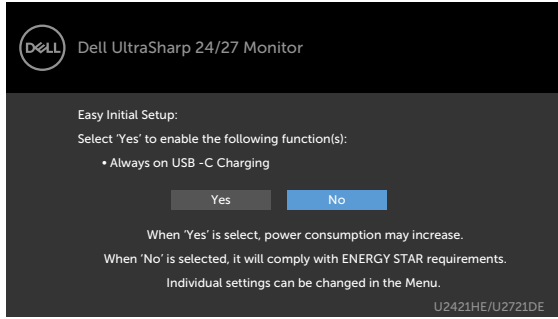 DELL
Dell UltraSharp 24/27 Monitor
Easy Initial Setup:
Select ‘Yes’ to enable the following function(s):
• Always on USB -C Charging
Yes
No
When ‘Yes’ is select, power consumption may increase.
When ‘No’ is selected, it will comply with ENERGY STAR requirements.
Individual settings can be changed in the Menu.
U2421HE/U2721DE